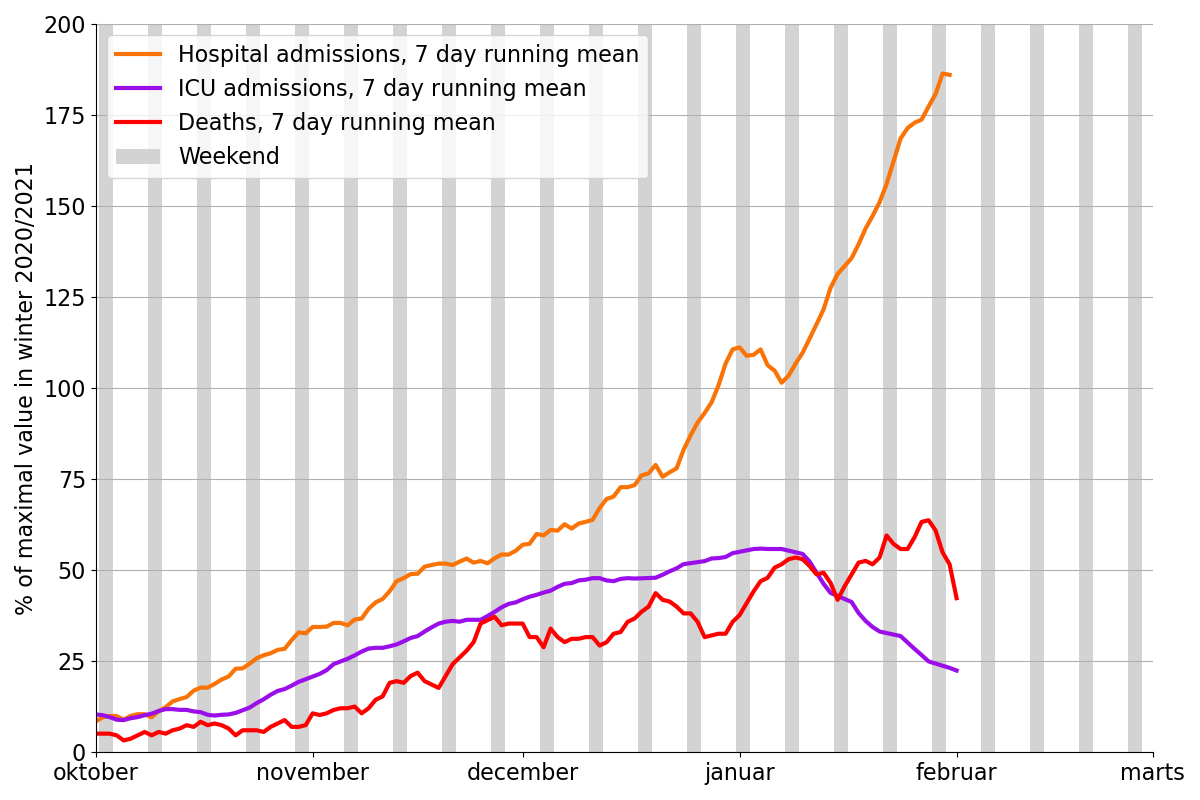 200
175
150
125
100
75
50
25
0
% of maximal value in winter 2020/2021
Hospital admissions, 7 day running mean
ICU admissions, 7 day running mean
Deaths, 7 day running mean
Weekend
oktober november december januar februar marts